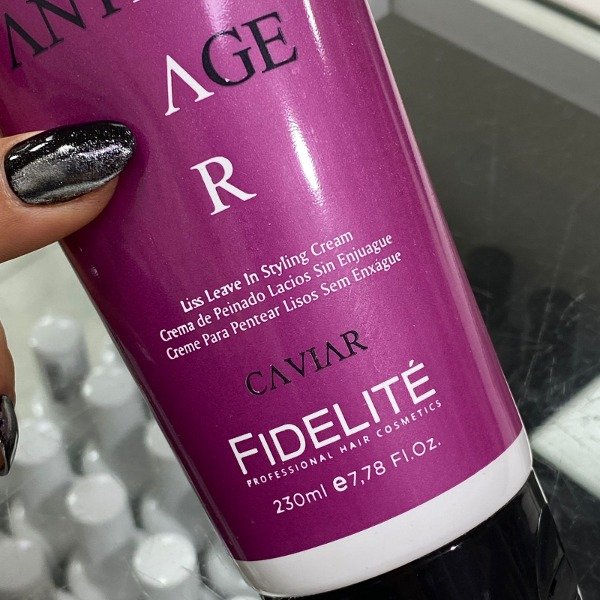 ANTI
AGE
R
Liss Leave In Styling Cream
Crema de Peinado Lacios Sin Enjuague
Creme Para Pentear Lisos Sem Enxágue
CAVIAR
FIDELITÉ
PROFESSIONAL HAIR COSMETICS
230ml e7,78 Fl.Oz.